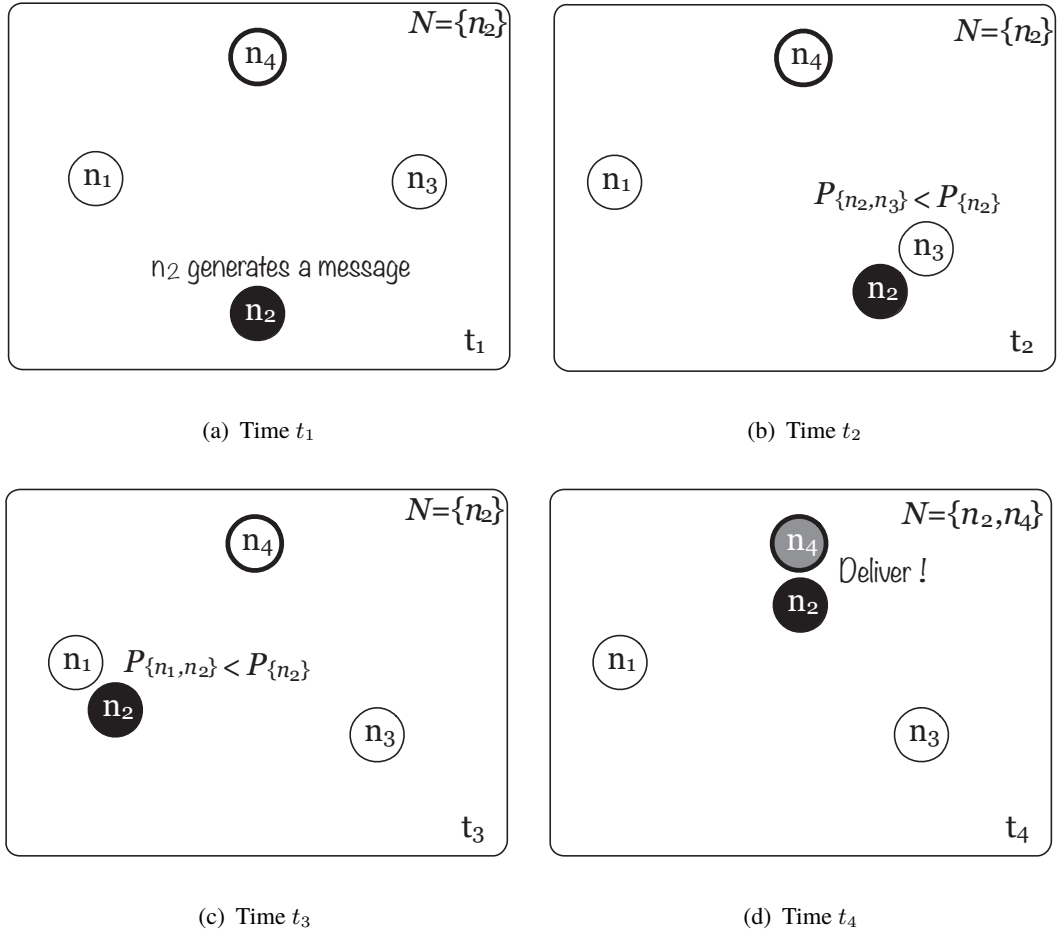 N={n₂}
n₄
n₁
n₃
n₂ generates a message
n₂
t₁
(a) Time t₁
N={n₂}
n₄
n₁
P{n₂,n₃} < P{n₂}
n₃
n₂
t₂
(b) Time t₂
N={n₂}
n₄
n₁
P{n₁,n₂} < P{n₂}
n₂
n₃
t₃
(c) Time t₃
N={n₂,n₄}
n₄
Deliver !
n₂
n₁
n₃
t₄
(d) Time t₄